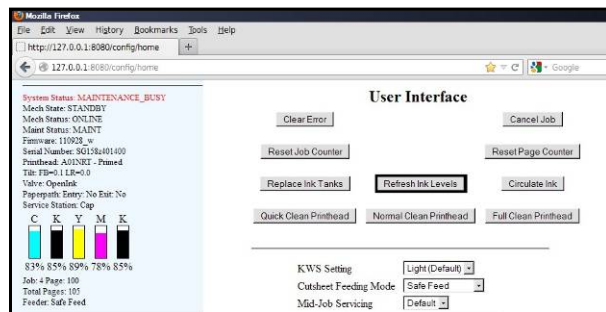 Mozilla Firefox
File Edit View History Bookmarks Tools Help
http://127.0.0.1:8080/config/home +
127.0.0.1:8080/config/home Google
System Status: MAINTENANCE_BUSY
Mech State: STANDBY
Mech Status: ONLINE
Maint Status: MAINT
Firmware: 110928_w
Serial Number: SG158z401400
Printhead: A01NRT - Primed
Tilt: FB=0.1 LR=0.0
Valve: OpenInk
Paperpath: Entry: No Exit: No
Service Station: Cap
C K Y M K
83% 85% 89% 78% 85%
Job: 4 Page: 100
Total Pages: 105
Feeder: Safe Feed
User Interface
Clear Error Cancel Job
Reset Job Counter Reset Page Counter
Replace Ink Tanks Refresh Ink Levels Circulate Ink
Quick Clean Printhead Normal Clean Printhead Full Clean Printhead
KWS Setting Light (Default)
Cutsheet Feeding Mode Safe Feed
Mid-Job Servicing Default